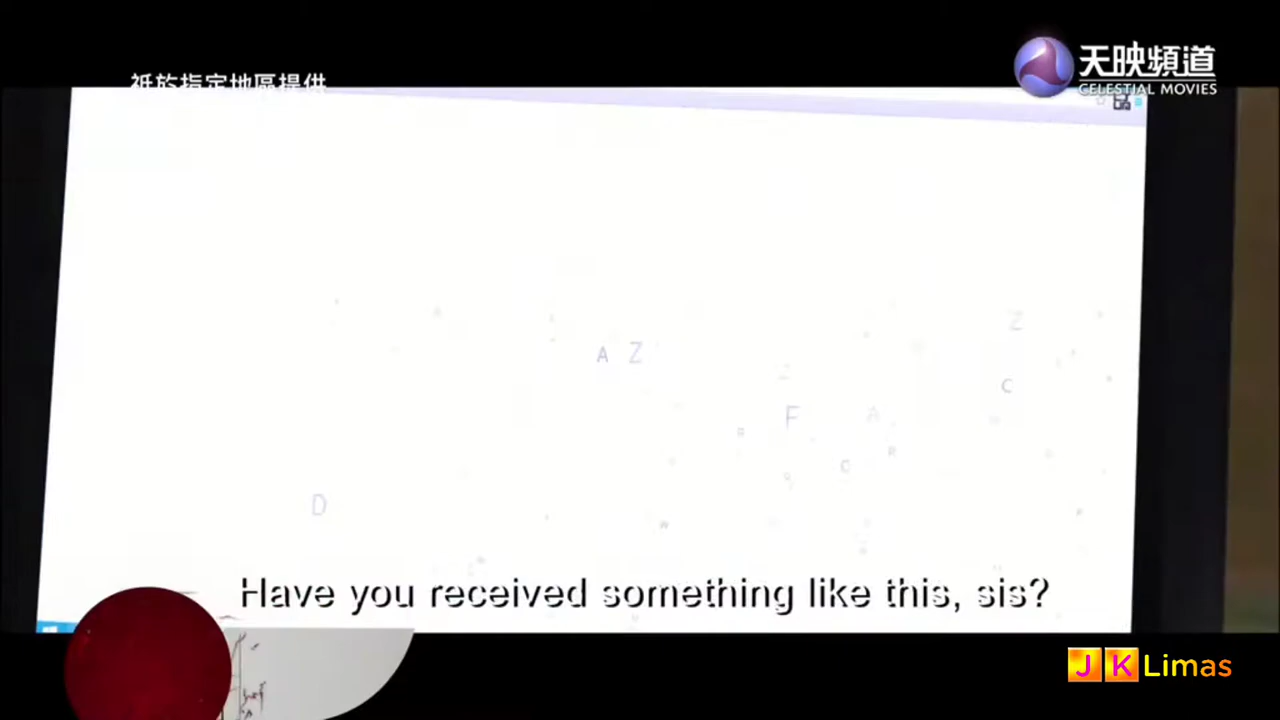 祇於指定地區提供
天映頻道
CELESTIAL MOVIES
Z
A Z
C
F
A
R
D
Have you received something like this, sis?
J K Limas